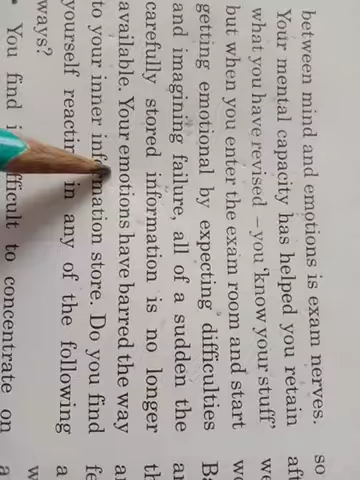 between mind and emotions is exam nerves.
Your mental capacity has helped you retain
what you have revised – you 'know your stuff'
but when you enter the exam room and start
getting emotional by expecting difficulties
and imagining failure, all of a sudden the
carefully stored information is no longer
available. Your emotions have barred the way
to your inner information store. Do you find
yourself reacting in any of the following
ways?
• You find difficult to concentrate on
so